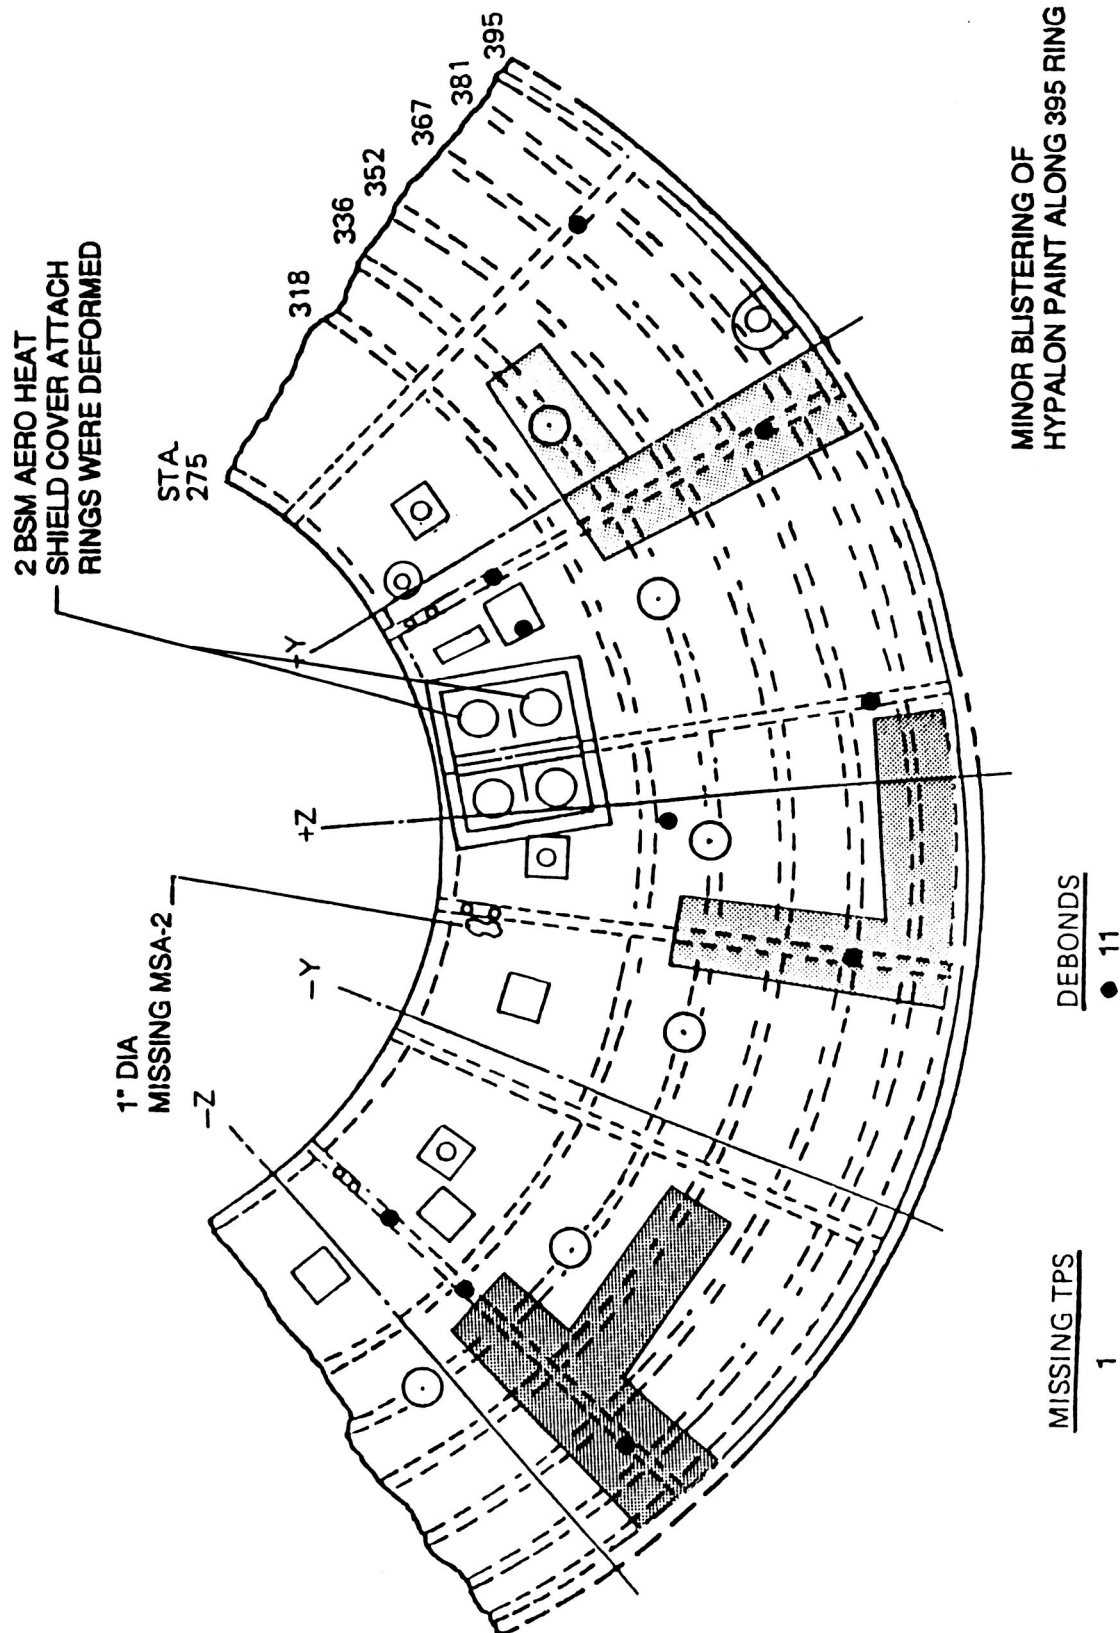 2 BSM AERO HEAT
SHIELD COVER ATTACH
RINGS WERE DEFORMED
1" DIA
MISSING MSA-2
STA.
275
318
336
352
367
381
395
-Z
-Y
+Z
+Y
MISSING TPS
1
DEBONDS
● 11
MINOR BLISTERING OF
HYPALON PAINT ALONG 395 RING